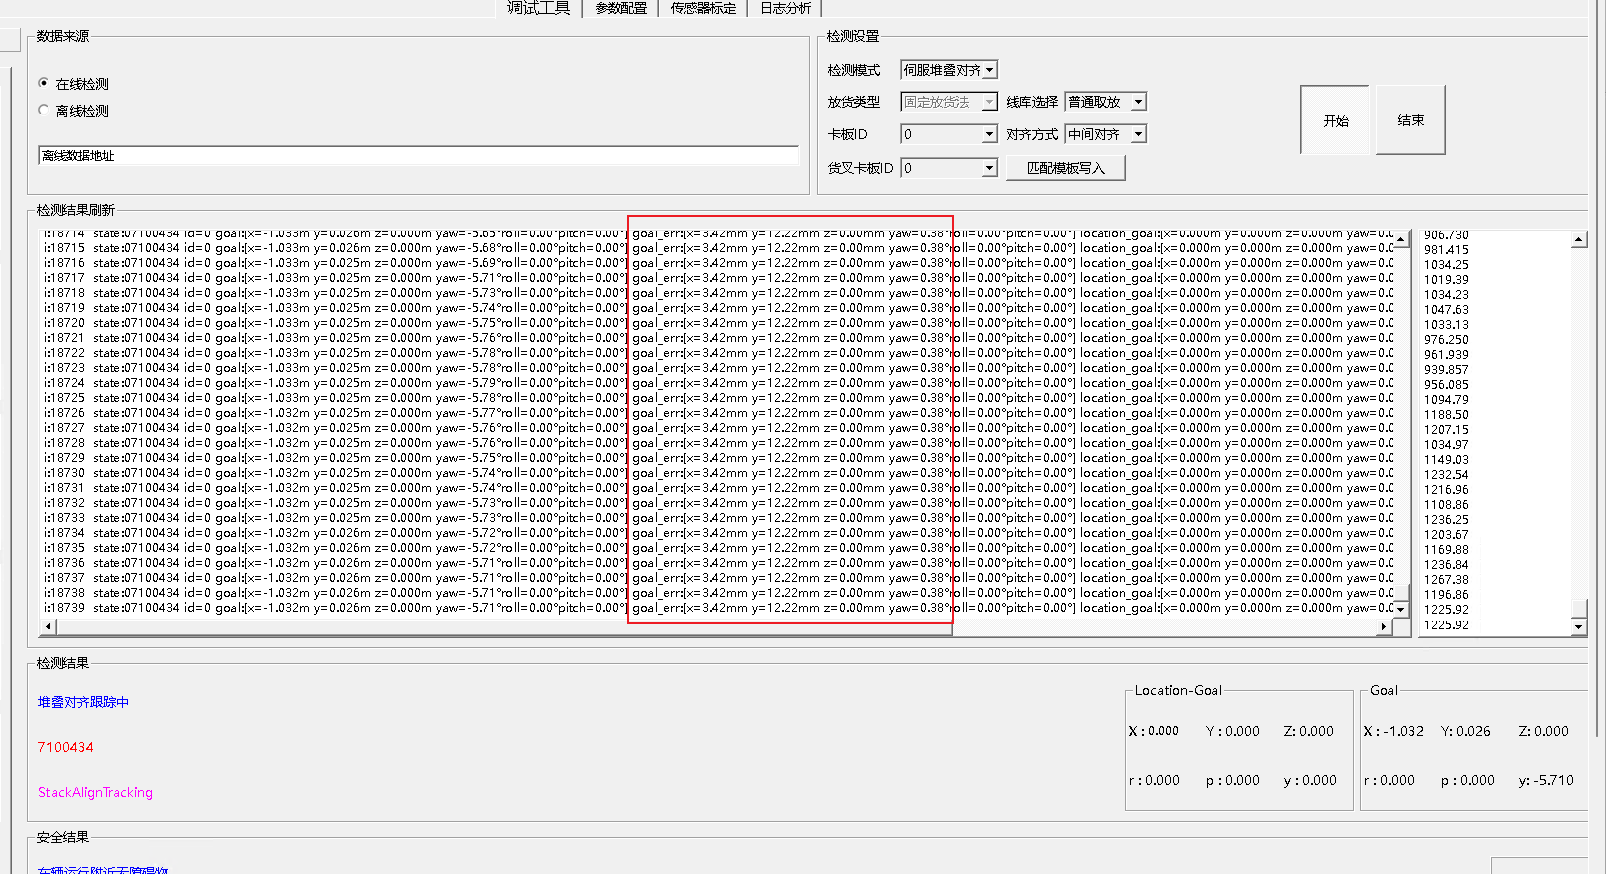 调试工具 参数配置 传感器标定 日志分析
数据来源
在线检测
离线检测
离线数据地址
检测设置
检测模式 伺服堆叠对齐
放货类型 固定放货法 线库选择 普通取放
卡板ID 0 对齐方式 中间对齐
货叉卡板ID 0 匹配模板写入
开始 结束
检测结果刷新
i:18714 state:07100434 id=0 goal:[x=-1.033m y=0.026m z=0.000m yaw=-5.65°roll=0.00°pitch=0.00°] goal_err:[x=3.42mm y=12.22mm z=0.00mm yaw=0.38°roll=0.00°pitch=0.00°] location_goal:[x=0.000m y=0.000m z=0.000m yaw=0.0
i:18715 state:07100434 id=0 goal:[x=-1.033m y=0.026m z=0.000m yaw=-5.68°roll=0.00°pitch=0.00°] goal_err:[x=3.42mm y=12.22mm z=0.00mm yaw=0.38°roll=0.00°pitch=0.00°] location_goal:[x=0.000m y=0.000m z=0.000m yaw=0.0
i:18716 state:07100434 id=0 goal:[x=-1.033m y=0.026m z=0.000m yaw=-5.69°roll=0.00°pitch=0.00°] goal_err:[x=3.42mm y=12.22mm z=0.00mm yaw=0.38°roll=0.00°pitch=0.00°] location_goal:[x=0.000m y=0.000m z=0.000m yaw=0.0
i:18717 state:07100434 id=0 goal:[x=-1.033m y=0.026m z=0.000m yaw=-5.71°roll=0.00°pitch=0.00°] goal_err:[x=3.42mm y=12.22mm z=0.00mm yaw=0.38°roll=0.00°pitch=0.00°] location_goal:[x=0.000m y=0.000m z=0.000m yaw=0.0
i:18718 state:07100434 id=0 goal:[x=-1.033m y=0.025m z=0.000m yaw=-5.73°roll=0.00°pitch=0.00°] goal_err:[x=3.42mm y=12.22mm z=0.00mm yaw=0.38°roll=0.00°pitch=0.00°] location_goal:[x=0.000m y=0.000m z=0.000m yaw=0.0
i:18719 state:07100434 id=0 goal:[x=-1.033m y=0.025m z=0.000m yaw=-5.74°roll=0.00°pitch=0.00°] goal_err:[x=3.42mm y=12.22mm z=0.00mm yaw=0.38°roll=0.00°pitch=0.00°] location_goal:[x=0.000m y=0.000m z=0.000m yaw=0.0
i:18720 state:07100434 id=0 goal:[x=-1.033m y=0.025m z=0.000m yaw=-5.75°roll=0.00°pitch=0.00°] goal_err:[x=3.42mm y=12.22mm z=0.00mm yaw=0.38°roll=0.00°pitch=0.00°] location_goal:[x=0.000m y=0.000m z=0.000m yaw=0.0
i:18721 state:07100434 id=0 goal:[x=-1.033m y=0.025m z=0.000m yaw=-5.76°roll=0.00°pitch=0.00°] goal_err:[x=3.42mm y=12.22mm z=0.00mm yaw=0.38°roll=0.00°pitch=0.00°] location_goal:[x=0.000m y=0.000m z=0.000m yaw=0.0
i:18722 state:07100434 id=0 goal:[x=-1.033m y=0.025m z=0.000m yaw=-5.78°roll=0.00°pitch=0.00°] goal_err:[x=3.42mm y=12.22mm z=0.00mm yaw=0.38°roll=0.00°pitch=0.00°] location_goal:[x=0.000m y=0.000m z=0.000m yaw=0.0
i:18723 state:07100434 id=0 goal:[x=-1.033m y=0.025m z=0.000m yaw=-5.78°roll=0.00°pitch=0.00°] goal_err:[x=3.42mm y=12.22mm z=0.00mm yaw=0.38°roll=0.00°pitch=0.00°] location_goal:[x=0.000m y=0.000m z=0.000m yaw=0.0
i:18724 state:07100434 id=0 goal:[x=-1.033m y=0.025m z=0.000m yaw=-5.79°roll=0.00°pitch=0.00°] goal_err:[x=3.42mm y=12.22mm z=0.00mm yaw=0.38°roll=0.00°pitch=0.00°] location_goal:[x=0.000m y=0.000m z=0.000m yaw=0.0
i:18725 state:07100434 id=0 goal:[x=-1.033m y=0.025m z=0.000m yaw=-5.78°roll=0.00°pitch=0.00°] goal_err:[x=3.42mm y=12.22mm z=0.00mm yaw=0.38°roll=0.00°pitch=0.00°] location_goal:[x=0.000m y=0.000m z=0.000m yaw=0.0
i:18726 state:07100434 id=0 goal:[x=-1.032m y=0.025m z=0.000m yaw=-5.77°roll=0.00°pitch=0.00°] goal_err:[x=3.42mm y=12.22mm z=0.00mm yaw=0.38°roll=0.00°pitch=0.00°] location_goal:[x=0.000m y=0.000m z=0.000m yaw=0.0
i:18727 state:07100434 id=0 goal:[x=-1.032m y=0.025m z=0.000m yaw=-5.76°roll=0.00°pitch=0.00°] goal_err:[x=3.42mm y=12.22mm z=0.00mm yaw=0.38°roll=0.00°pitch=0.00°] location_goal:[x=0.000m y=0.000m z=0.000m yaw=0.0
i:18728 state:07100434 id=0 goal:[x=-1.032m y=0.025m z=0.000m yaw=-5.76°roll=0.00°pitch=0.00°] goal_err:[x=3.42mm y=12.22mm z=0.00mm yaw=0.38°roll=0.00°pitch=0.00°] location_goal:[x=0.000m y=0.000m z=0.000m yaw=0.0
i:18729 state:07100434 id=0 goal:[x=-1.032m y=0.025m z=0.000m yaw=-5.75°roll=0.00°pitch=0.00°] goal_err:[x=3.42mm y=12.22mm z=0.00mm yaw=0.38°roll=0.00°pitch=0.00°] location_goal:[x=0.000m y=0.000m z=0.000m yaw=0.0
i:18730 state:07100434 id=0 goal:[x=-1.032m y=0.025m z=0.000m yaw=-5.74°roll=0.00°pitch=0.00°] goal_err:[x=3.42mm y=12.22mm z=0.00mm yaw=0.38°roll=0.00°pitch=0.00°] location_goal:[x=0.000m y=0.000m z=0.000m yaw=0.0
i:18731 state:07100434 id=0 goal:[x=-1.032m y=0.025m z=0.000m yaw=-5.74°roll=0.00°pitch=0.00°] goal_err:[x=3.42mm y=12.22mm z=0.00mm yaw=0.38°roll=0.00°pitch=0.00°] location_goal:[x=0.000m y=0.000m z=0.000m yaw=0.0
i:18732 state:07100434 id=0 goal:[x=-1.032m y=0.025m z=0.000m yaw=-5.73°roll=0.00°pitch=0.00°] goal_err:[x=3.42mm y=12.22mm z=0.00mm yaw=0.38°roll=0.00°pitch=0.00°] location_goal:[x=0.000m y=0.000m z=0.000m yaw=0.0
i:18733 state:07100434 id=0 goal:[x=-1.032m y=0.025m z=0.000m yaw=-5.73°roll=0.00°pitch=0.00°] goal_err:[x=3.42mm y=12.22mm z=0.00mm yaw=0.38°roll=0.00°pitch=0.00°] location_goal:[x=0.000m y=0.000m z=0.000m yaw=0.0
i:18734 state:07100434 id=0 goal:[x=-1.032m y=0.026m z=0.000m yaw=-5.72°roll=0.00°pitch=0.00°] goal_err:[x=3.42mm y=12.22mm z=0.00mm yaw=0.38°roll=0.00°pitch=0.00°] location_goal:[x=0.000m y=0.000m z=0.000m yaw=0.0
i:18735 state:07100434 id=0 goal:[x=-1.032m y=0.026m z=0.000m yaw=-5.72°roll=0.00°pitch=0.00°] goal_err:[x=3.42mm y=12.22mm z=0.00mm yaw=0.38°roll=0.00°pitch=0.00°] location_goal:[x=0.000m y=0.000m z=0.000m yaw=0.0
i:18736 state:07100434 id=0 goal:[x=-1.032m y=0.026m z=0.000m yaw=-5.71°roll=0.00°pitch=0.00°] goal_err:[x=3.42mm y=12.22mm z=0.00mm yaw=0.38°roll=0.00°pitch=0.00°] location_goal:[x=0.000m y=0.000m z=0.000m yaw=0.0
i:18737 state:07100434 id=0 goal:[x=-1.032m y=0.026m z=0.000m yaw=-5.71°roll=0.00°pitch=0.00°] goal_err:[x=3.42mm y=12.22mm z=0.00mm yaw=0.38°roll=0.00°pitch=0.00°] location_goal:[x=0.000m y=0.000m z=0.000m yaw=0.0
i:18738 state:07100434 id=0 goal:[x=-1.032m y=0.026m z=0.000m yaw=-5.71°roll=0.00°pitch=0.00°] goal_err:[x=3.42mm y=12.22mm z=0.00mm yaw=0.38°roll=0.00°pitch=0.00°] location_goal:[x=0.000m y=0.000m z=0.000m yaw=0.0
i:18739 state:07100434 id=0 goal:[x=-1.032m y=0.026m z=0.000m yaw=-5.71°roll=0.00°pitch=0.00°] goal_err:[x=3.42mm y=12.22mm z=0.00mm yaw=0.38°roll=0.00°pitch=0.00°] location_goal:[x=0.000m y=0.000m z=0.000m yaw=0.0
906.730
981.415
1034.25
1019.39
1034.23
1047.63
1033.13
976.250
961.939
939.857
956.085
1094.79
1188.50
1207.15
1034.97
1149.03
1232.54
1216.96
1108.86
1236.25
1203.67
1169.88
1236.84
1267.38
1196.86
1225.92
1225.92
检测结果
堆叠对齐跟踪中
7100434
StackAlignTracking
Location-Goal
X : 0.000 Y : 0.000 Z: 0.000
r : 0.000 p : 0.000 y : 0.000
Goal
X : -1.032 Y: 0.026 Z: 0.000
r : 0.000 p : 0.000 y: -5.710
安全结果
车辆运行附近无障碍物